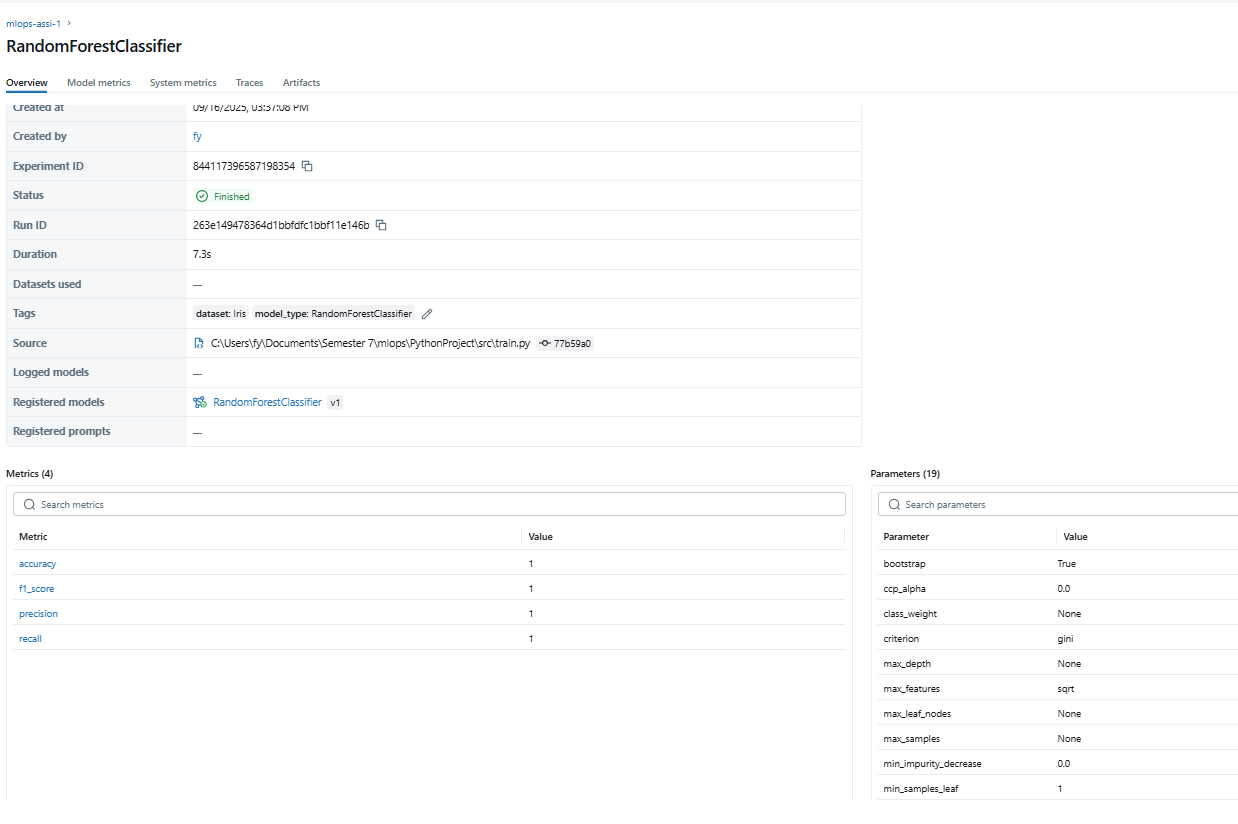 mlops-assi-1 ›
RandomForestClassifier
Overview Model metrics System metrics Traces Artifacts
Created at 09/16/2025, 03:37:08 PM
Created by fy
Experiment ID 844117396587198354
Status Finished
Run ID 263e149478364d1bbfdfc1bbf11e146b
Duration 7.3s
Datasets used —
Tags dataset: Iris model_type: RandomForestClassifier
Source C:\Users\fy\Documents\Semester 7\mlops\PythonProject\src\train.py 77b59a0
Logged models —
Registered models RandomForestClassifier v1
Registered prompts —
Metrics (4)
Search metrics
Metric Value
accuracy 1
f1_score 1
precision 1
recall 1
Parameters (19)
Search parameters
Parameter Value
bootstrap True
ccp_alpha 0.0
class_weight None
criterion gini
max_depth None
max_features sqrt
max_leaf_nodes None
max_samples None
min_impurity_decrease 0.0
min_samples_leaf 1